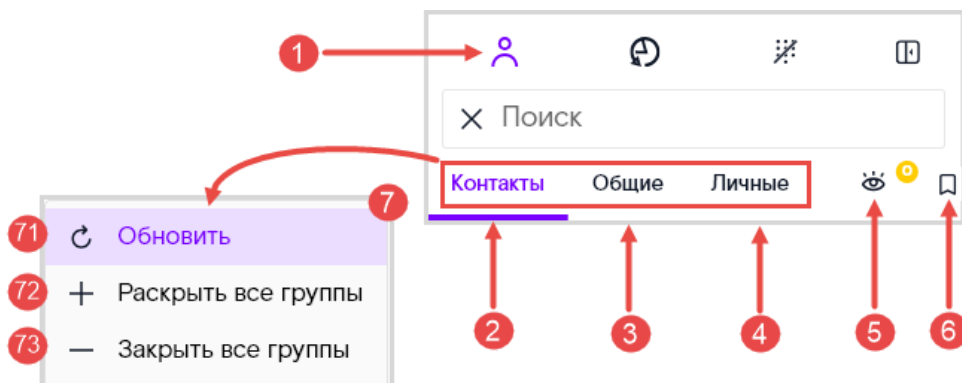 1
Поиск
Контакты Общие Личные
7
71 Обновить
72 Раскрыть все группы
73 Закрыть все группы
2 3 4 5 6